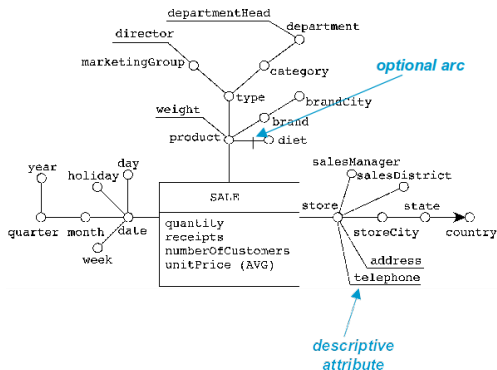 departmentHead
department
director
optional arc
marketingGroup
category
type
brandCity
weight
brand
product
diet
day
salesManager
year
holiday
salesDistrict
SALE
store
state
quantity
quarter
month
date
storeCity
country
receipts
week
numberOfCustomers
unitPrice (AVG)
address
telephone
descriptive
attribute